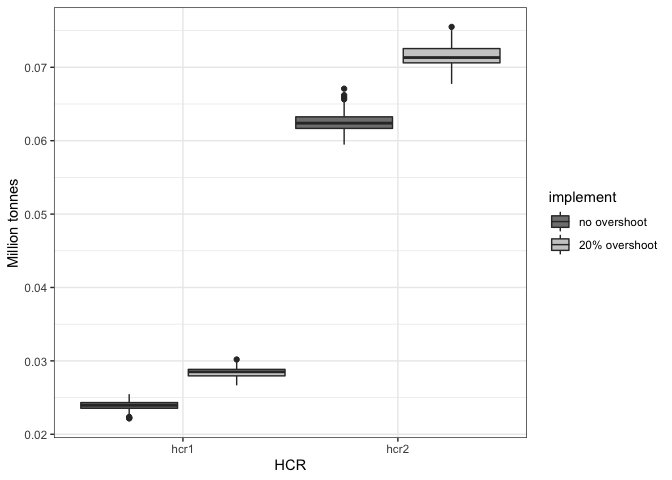 Million tonnes
0.07
0.06
0.05
0.04
0.03
0.02
hcr1
hcr2
HCR
implement
no overshoot
20% overshoot